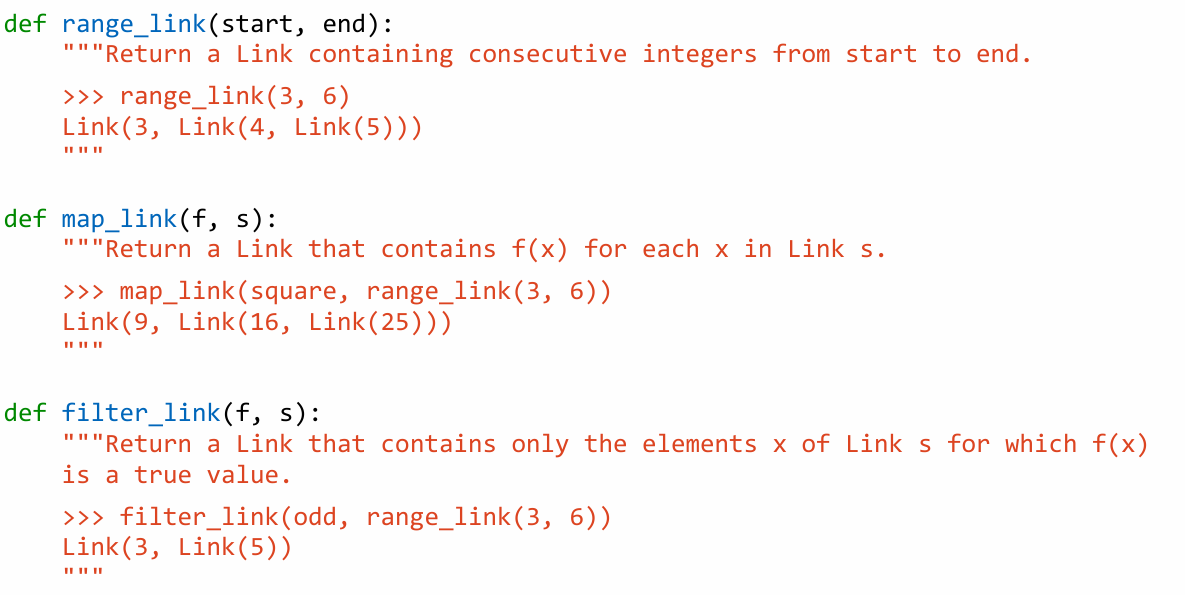 def range_link(start, end):
    """Return a Link containing consecutive integers from start to end.
    >>> range_link(3, 6)
    Link(3, Link(4, Link(5)))
    """
def map_link(f, s):
    """Return a Link that contains f(x) for each x in Link s.
    >>> map_link(square, range_link(3, 6))
    Link(9, Link(16, Link(25)))
    """
def filter_link(f, s):
    """Return a Link that contains only the elements x of Link s for which f(x)
    is a true value.
    >>> filter_link(odd, range_link(3, 6))
    Link(3, Link(5))
    """